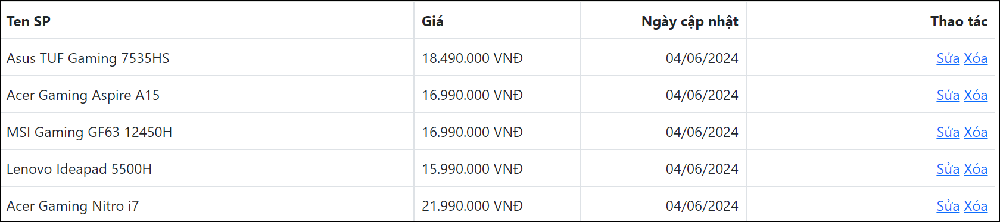 Ten SP Giá Ngày cập nhật Thao tác
Asus TUF Gaming 7535HS 18.490.000 VNĐ 04/06/2024 Sửa Xóa
Acer Gaming Aspire A15 16.990.000 VNĐ 04/06/2024 Sửa Xóa
MSI Gaming GF63 12450H 16.990.000 VNĐ 04/06/2024 Sửa Xóa
Lenovo Ideapad 5500H 15.990.000 VNĐ 04/06/2024 Sửa Xóa
Acer Gaming Nitro i7 21.990.000 VNĐ 04/06/2024 Sửa Xóa